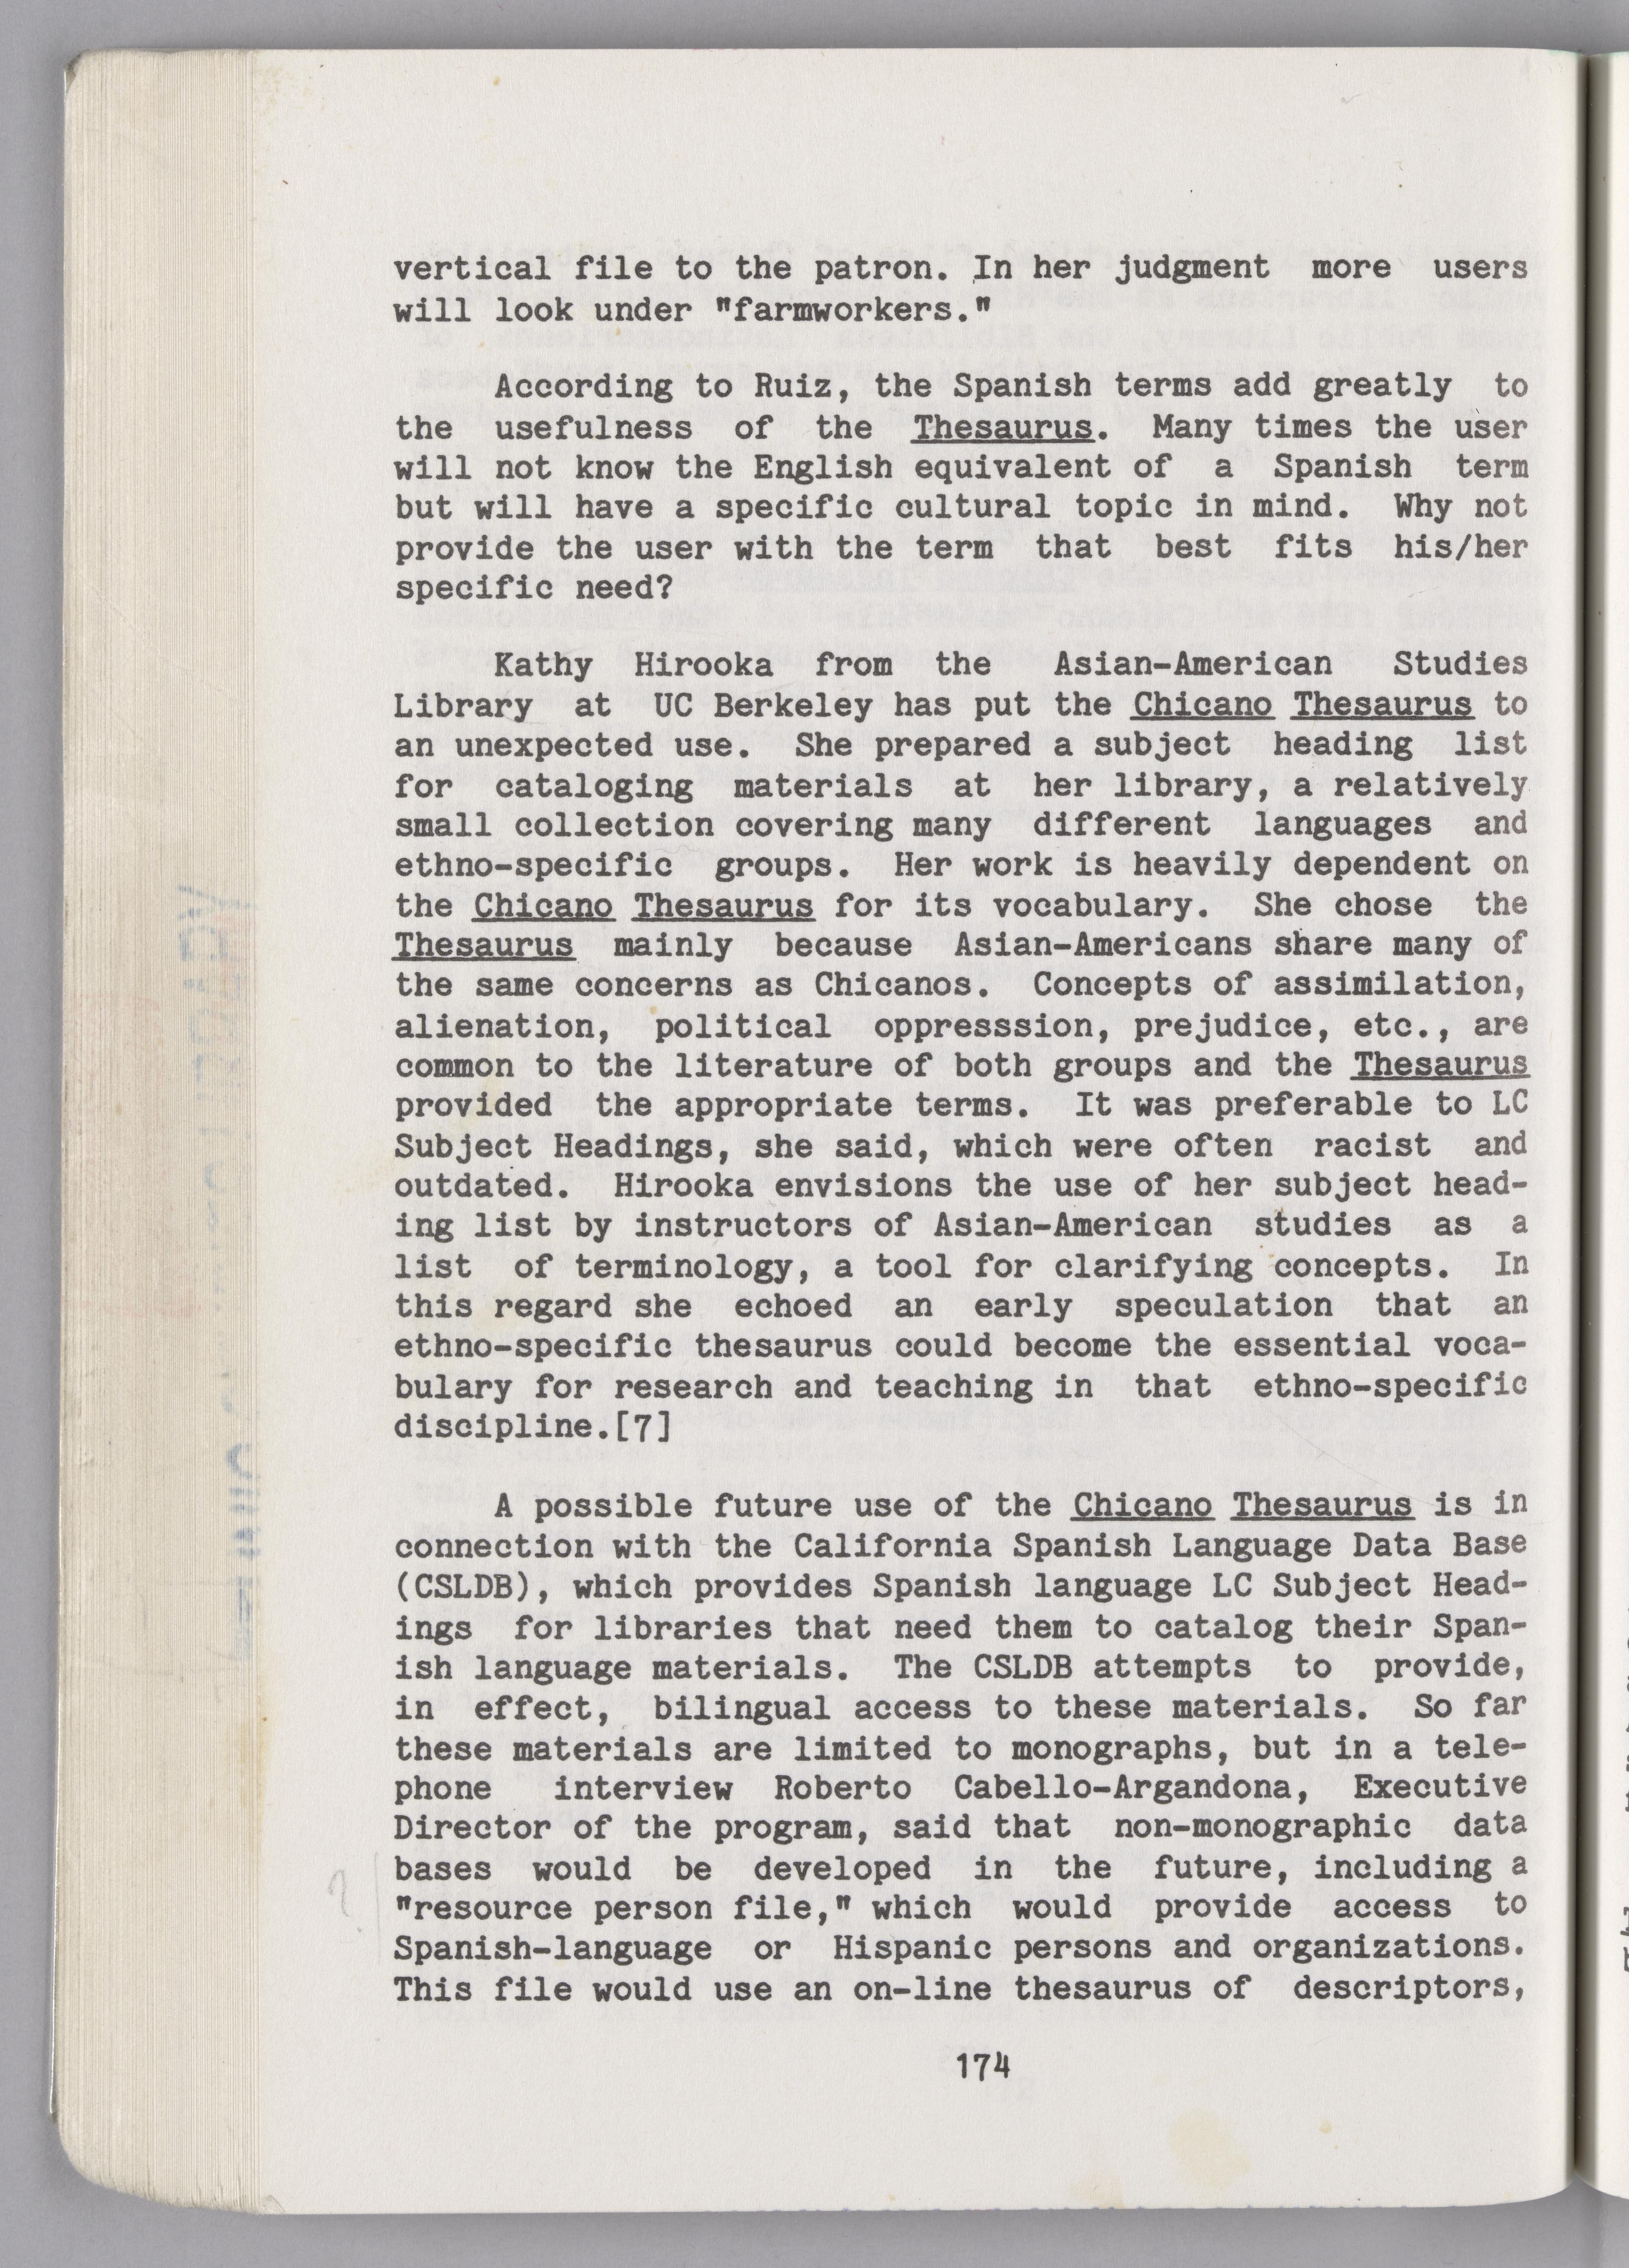 vertical file to the patron. In her judgment more users
will look under "farmworkers."
According to Ruiz, the Spanish terms add greatly to
the usefulness of the Thesaurus. Many times the user
will not know the English equivalent of a Spanish term
but will have a specific cultural topic in mind. Why not
provide the user with the term that best fits his/her
specific need?
Kathy Hirooka from the Asian-American Studies
Library at UC Berkeley has put the Chicano Thesaurus to
an unexpected use. She prepared a subject heading list
for cataloging materials at her library, a relatively
small collection covering many different languages and
ethno-specific groups. Her work is heavily dependent on
the Chicano Thesaurus for its vocabulary. She chose the
Thesaurus mainly because Asian-Americans share many of
the same concerns as Chicanos. Concepts of assimilation,
alienation, political oppresssion, prejudice, etc., are
common to the literature of both groups and the Thesaurus
provided the appropriate terms. It was preferable to LC
Subject Headings, she said, which were often racist and
outdated. Hirooka envisions the use of her subject head-
ing list by instructors of Asian-American studies as a
list of terminology, a tool for clarifying concepts. In
this regard she echoed an early speculation that an
ethno-specific thesaurus could become the essential voca-
bulary for research and teaching in that ethno-specific
discipline.[7]
A possible future use of the Chicano Thesaurus is in
connection with the California Spanish Language Data Base
(CSLDB), which provides Spanish language LC Subject Head-
ings for libraries that need them to catalog their Span-
ish language materials. The CSLDB attempts to provide,
in effect, bilingual access to these materials. So far
these materials are limited to monographs, but in a tele-
phone interview Roberto Cabello-Argandona, Executive
Director of the program, said that non-monographic data
bases would be developed in the future, including a
"resource person file," which would provide access to
Spanish-language or Hispanic persons and organizations.
This file would use an on-line thesaurus of descriptors,
174